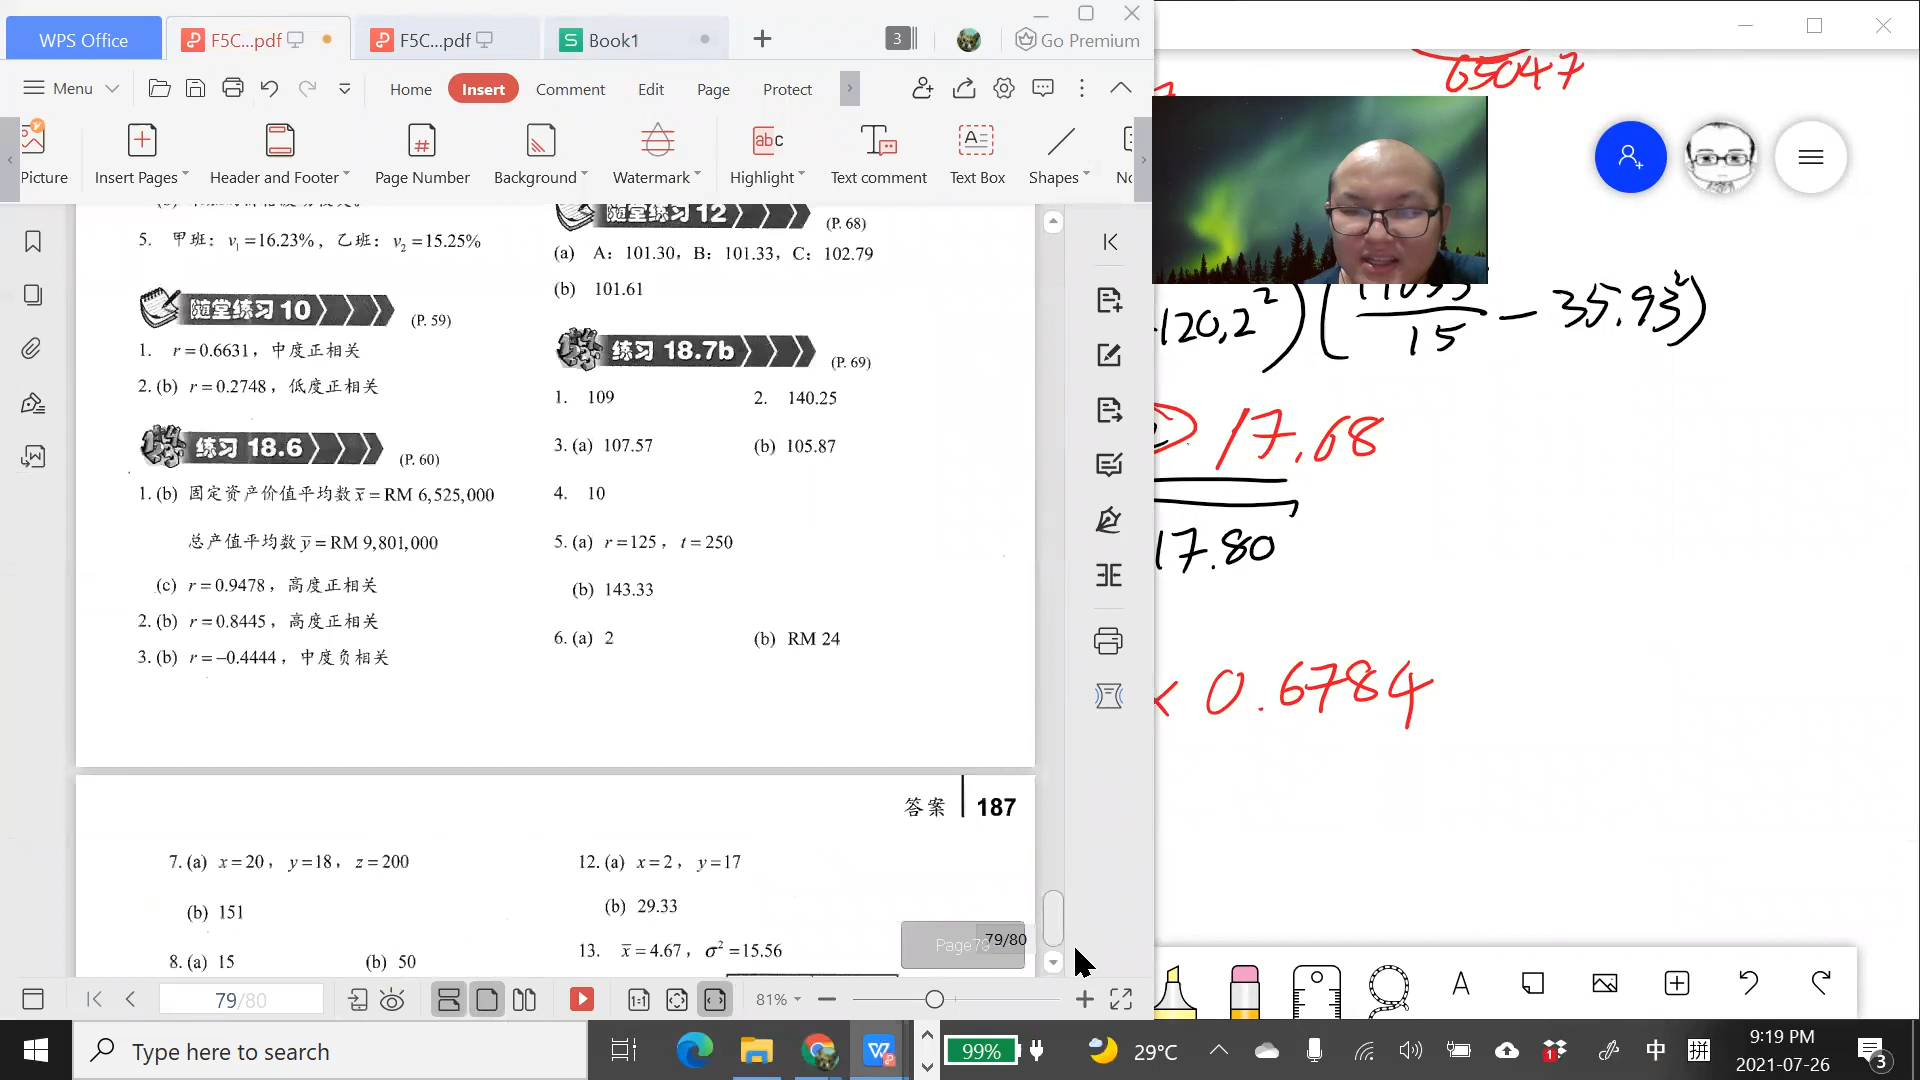 WPS Office
F5C...pdf
F5C...pdf
Book1
3
Go Premium
Menu
Home
Insert
Comment
Edit
Page
Protect
Picture
Insert Pages
Header and Footer
Page Number
Background
Watermark
Highlight
Text comment
Text Box
Shapes
5. 甲班: v₁=16.23%, 乙班: v₂=15.25%
随堂练习 10
(P. 59)
1. r=0.6631, 中度正相关
2. (b) r=0.2748, 低度正相关
练习 18.6
(P. 60)
1. (b) 固定资产价值平均数 x̄=RM 6,525,000
总产值平均数 ȳ=RM 9,801,000
(c) r=0.9478, 高度正相关
2. (b) r=0.8445, 高度正相关
3. (b) r=−0.4444, 中度负相关
随堂练习 12
(P. 68)
(a) A: 101.30, B: 101.33, C: 102.79
(b) 101.61
练习 18.7b
(P. 69)
1. 109
2. 140.25
3. (a) 107.57
(b) 105.87
4. 10
5. (a) r=125, t=250
(b) 143.33
6. (a) 2
(b) RM 24
答案 187
7. (a) x=20, y=18, z=200
(b) 151
8. (a) 15
(b) 50
12. (a) x=2, y=17
(b) 29.33
13. x̄=4.67, σ²=15.56
Page79
79/80
79/80
81%
65047
120.2²)(
15
− 35.93²)
17.68
17.80
0.6784
Type here to search
99%
29°C
中
拼
9:19 PM
2021-07-26
3